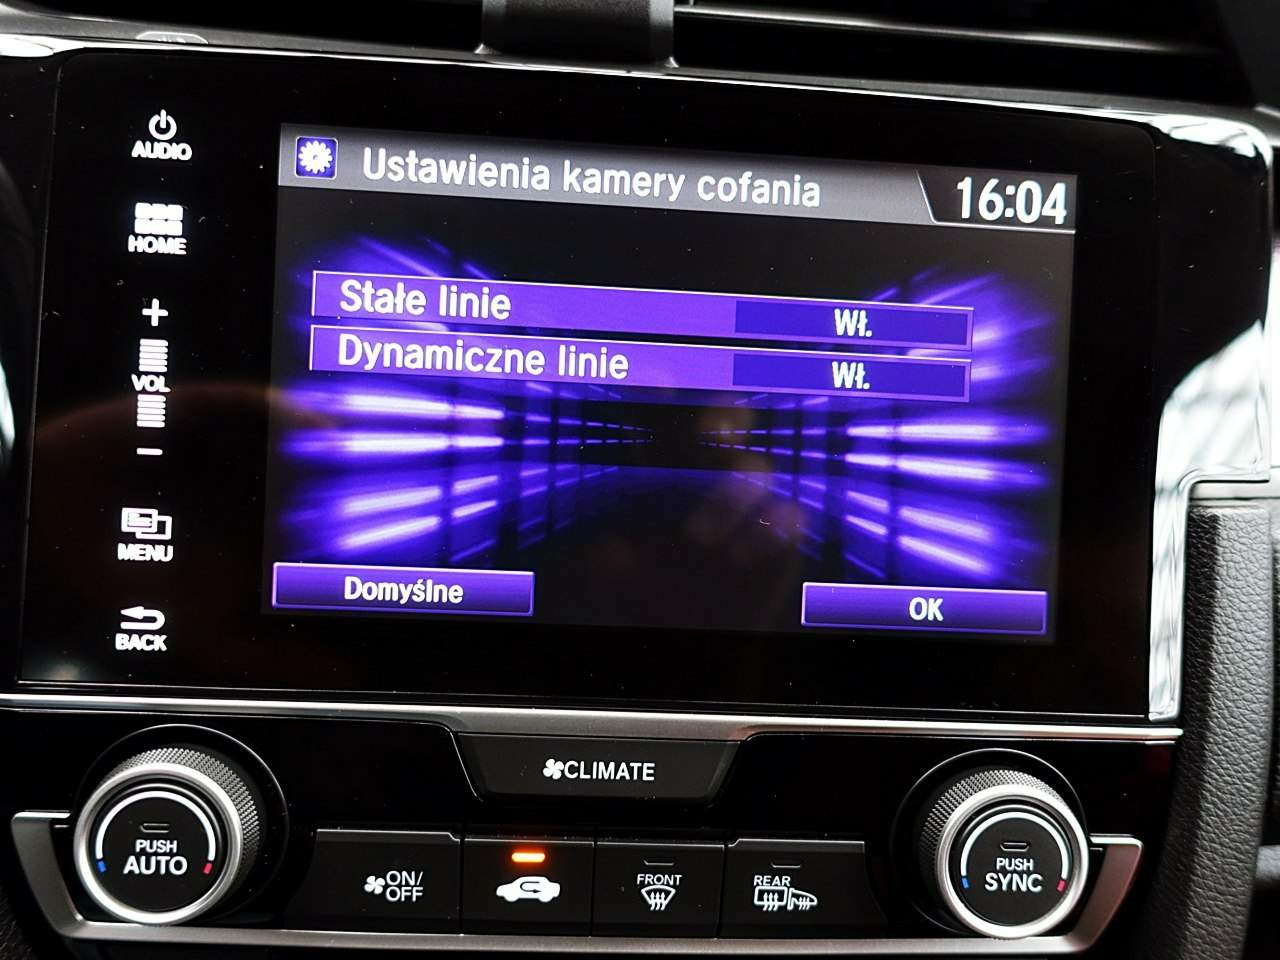 AUDIO
HOME
+
VOL
−
MENU
BACK
Ustawienia kamery cofania
16:04
Stałe linie
Wł.
Dynamiczne linie
Wł.
Domyślne
OK
CLIMATE
PUSH
AUTO
ON/
OFF
FRONT
REAR
PUSH
SYNC